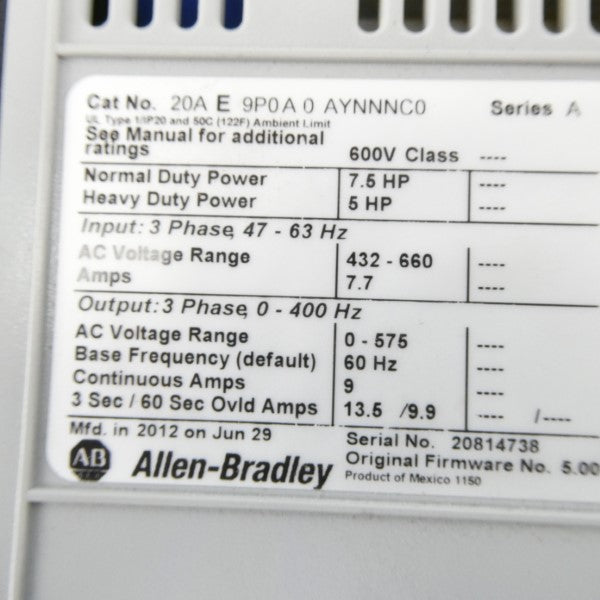 Cat No. 20A E 9P0A0 AYNNNC0 Series A
UL Type 1/IP20 and 50C (122F) Ambient Limit
See Manual for additional
ratings 600V Class ----
Normal Duty Power 7.5 HP ----
Heavy Duty Power 5 HP ----
Input: 3 Phase, 47 - 63 Hz
AC Voltage Range 432 - 660 ----
Amps 7.7 ----
Output: 3 Phase, 0 - 400 Hz
AC Voltage Range 0 - 575 ----
Base Frequency (default) 60 Hz ----
Continuous Amps 9 ----
3 Sec / 60 Sec Ovld Amps 13.5 /9.9 ---- /----
Mfd. in 2012 on Jun 29 Serial No. 20814738
AB Allen-Bradley Original Firmware No. 5.00
Product of Mexico 1150